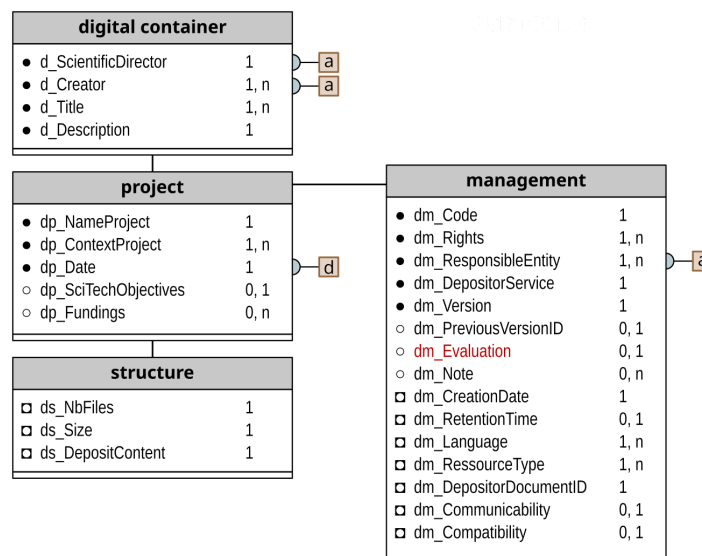 digital container
d_ScientificDirector 1 a
d_Creator 1, n a
d_Title 1, n
d_Description 1
project
dp_NameProject 1
dp_ContextProject 1, n
dp_Date 1 d
dp_SciTechObjectives 0, 1
dp_Fundings 0, n
structure
ds_NbFiles 1
ds_Size 1
ds_DepositContent 1
management
dm_Code 1
dm_Rights 1, n
dm_ResponsibleEntity 1, n a
dm_DepositorService 1
dm_Version 1
dm_PreviousVersionID 0, 1
dm_Evaluation 0, 1
dm_Note 0, n
dm_CreationDate 1
dm_RetentionTime 0, 1
dm_Language 1, n
dm_RessourceType 1, n
dm_DepositorDocumentID 1
dm_Communicability 0, 1
dm_Compatibility 0, 1